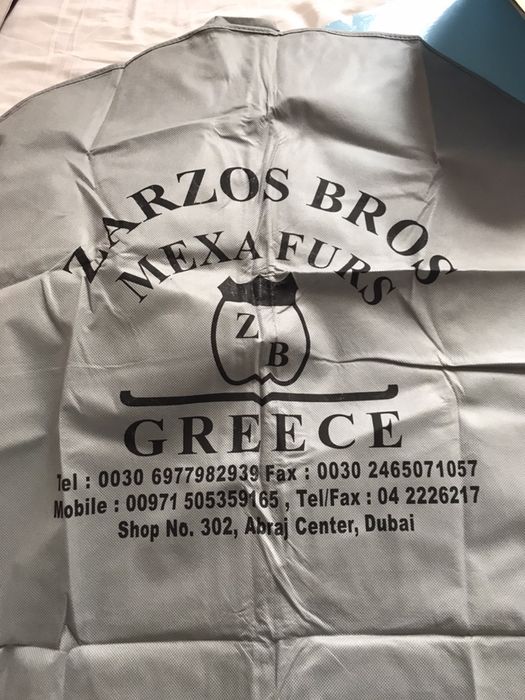 ZARZOS BROS
MEXA FURS
Z
B
GREECE
Tel : 0030 6977982939 Fax : 0030 2465071057
Mobile : 00971 505359165 , Tel/Fax : 04 2226217
Shop No. 302, Abraj Center, Dubai